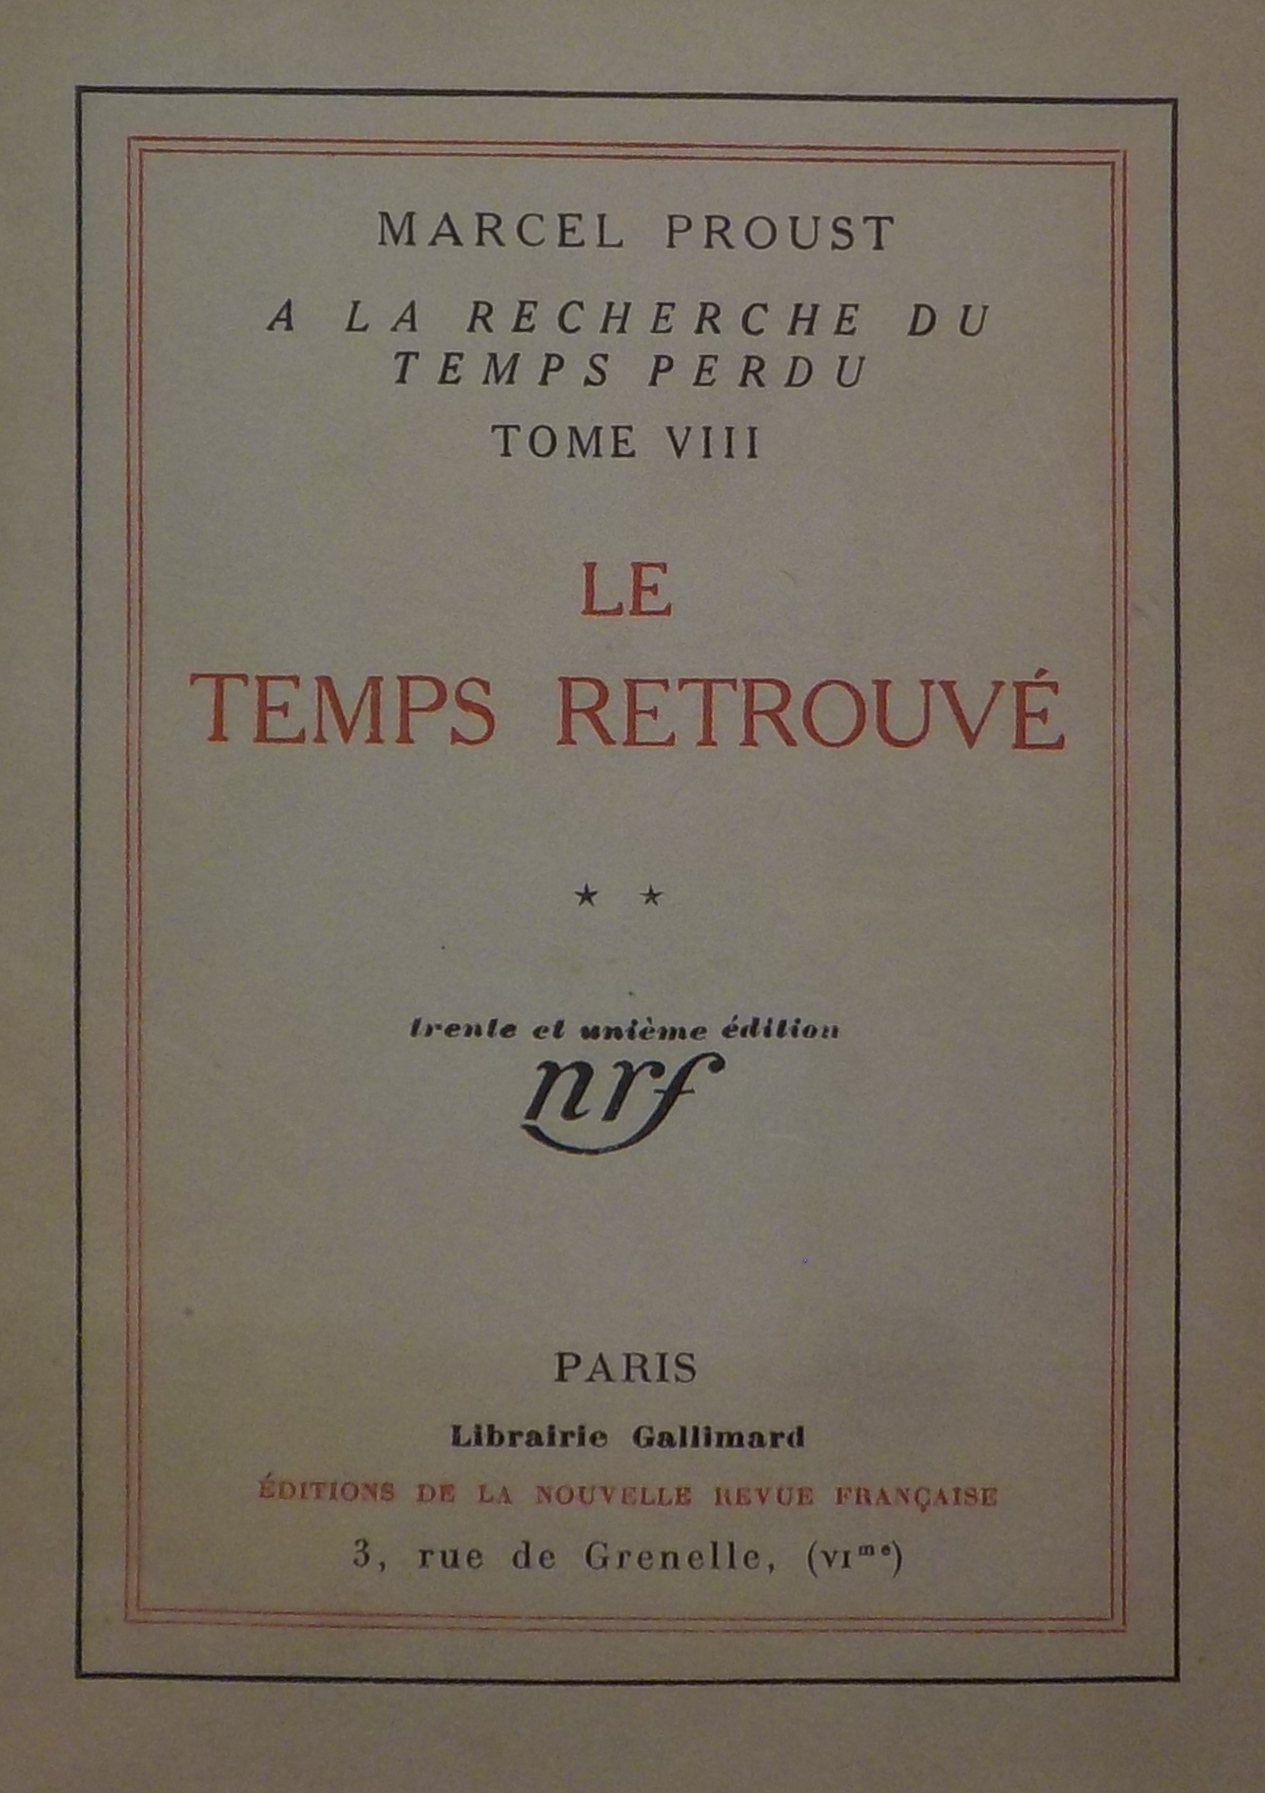 MARCEL PROUST
A LA RECHERCHE DU
TEMPS PERDU
TOME VIII
LE
TEMPS RETROUVÉ
★ ★
trente et unième édition
nrf
PARIS
Librairie Gallimard
ÉDITIONS DE LA NOUVELLE REVUE FRANÇAISE
3, rue de Grenelle, (VIᵐᵉ)